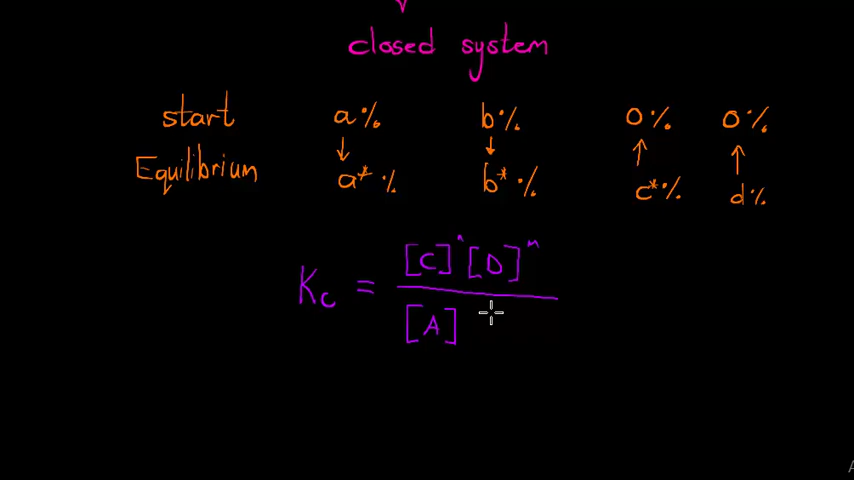 closed system
start a% b% 0% 0%
Equilibrium a*% b*% c*% d%
Kc = [C]ⁿ[D]ᵐ
[A]